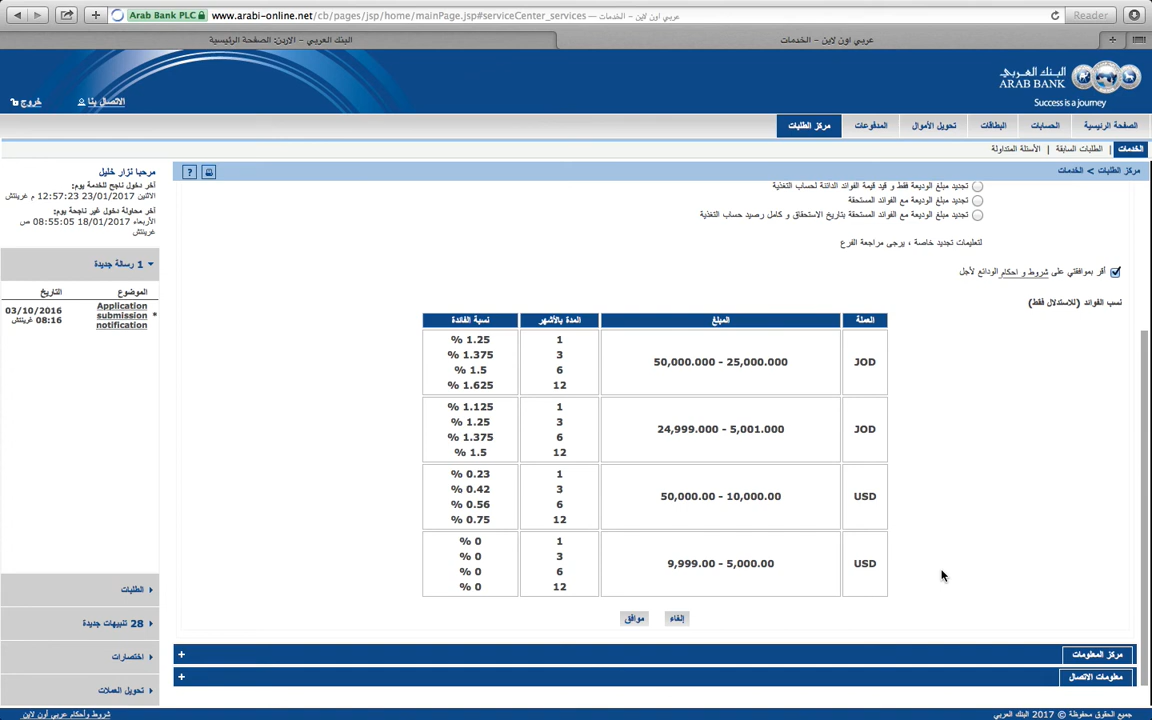 Arab Bank PLC
www.arabi-online.net/cb/pages/jsp/home/mainPage.jsp#serviceCenter_services — عربي أون لاين - الخدمات
Reader
عربي اون لاين - الخدمات
البنك العربي - الاردن: الصفحة الرئيسية
البنك العربي
ARAB BANK
Success is a journey
الاتصال بنا
خروج
الصفحة الرئيسية
الحسابات
البطاقات
تحويل الأموال
المدفوعات
مركز الطلبات
الخدمات
الطلبات السابقة
الأسئلة المتداولة
مركز الطلبات > الخدمات
?
مرحبا نزار خليل
آخر دخول ناجح للخدمة يوم:
الاثنين 23/01/2017 12:57:23 م غرينتش
آخر محاولة دخول غير ناجحة يوم:
الأربعاء 18/01/2017 08:55:05 ص غرينتش
1 رسالة جديدة
الموضوع التاريخ
* Application submission notification
03/10/2016 08:16 غرينتش
الطلبات
28 تنبيهات جديدة
اختصارات
تحويل العملات
تجديد مبلغ الوديعة فقط و قيد قيمة الفوائد الدائنة لحساب التغذية
تجديد مبلغ الوديعة مع الفوائد المستحقة
تجديد مبلغ الوديعة مع الفوائد المستحقة بتاريخ الاستحقاق و كامل رصيد حساب التغذية
لتعليمات تجديد خاصة ، يرجى مراجعة الفرع
أقر بموافقتي على شروط و احكام الودائع لأجل
نسب الفوائد (للاستدلال فقط)
العملة المبلغ المدة بالأشهر نسبة الفائدة
JOD
50,000.000 - 25,000.000
1 % 1.25
3 % 1.375
6 % 1.5
12 % 1.625
JOD
24,999.000 - 5,001.000
1 % 1.125
3 % 1.25
6 % 1.375
12 % 1.5
USD
50,000.00 - 10,000.00
1 % 0.23
3 % 0.42
6 % 0.56
12 % 0.75
USD
9,999.00 - 5,000.00
1 % 0
3 % 0
6 % 0
12 % 0
إلغاء
موافق
مركز المعلومات
معلومات الاتصال
جميع الحقوق محفوظة © 2017 البنك العربي
شروط وأحكام عربي أون لاين